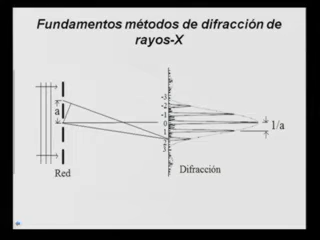 Fundamentos métodos de difracción de
rayos-X
-3
-2
-1
0
1
2
3
a
1/a
Red
Difracción